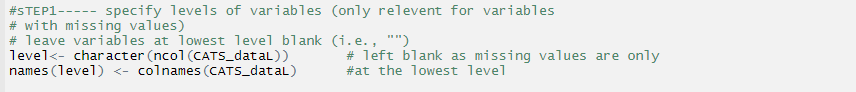 #STEP1----- specify levels of variables (only relevent for variables
# with missing values)
# leave variables at lowest level blank (i.e., "")
level<- character(ncol(CATS_dataL)) # left blank as missing values are only
names(level) <- colnames(CATS_dataL) #at the lowest level